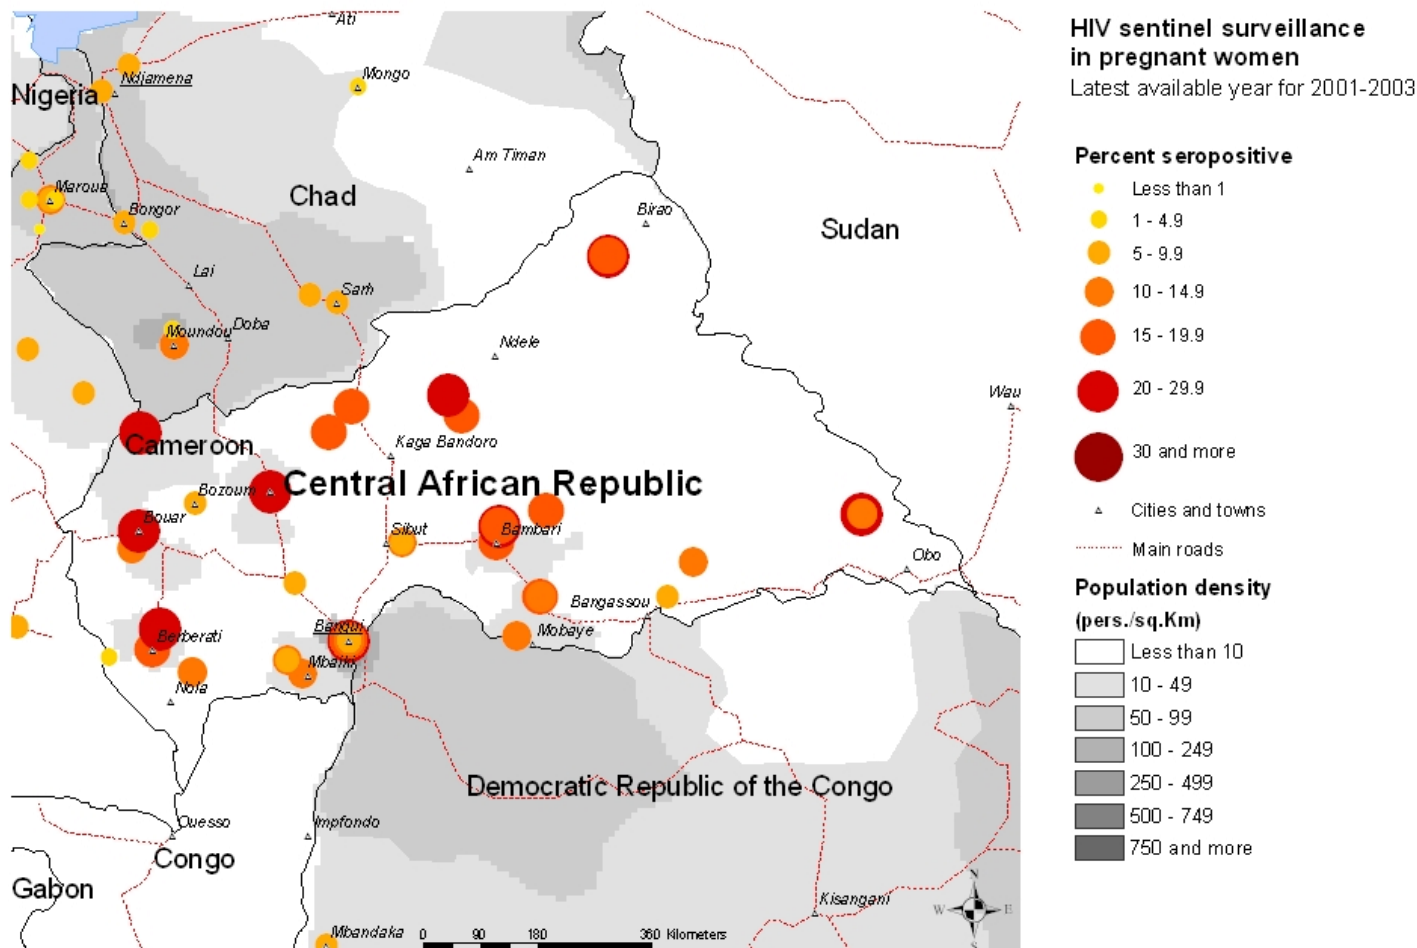 HIV sentinel surveillance
in pregnant women
Latest available year for 2001-2003
Percent seropositive
Less than 1
1 - 4.9
5 - 9.9
10 - 14.9
15 - 19.9
20 - 29.9
30 and more
Cities and towns
Main roads
Population density
(pers./sq.Km)
Less than 10
10 - 49
50 - 99
100 - 249
250 - 499
500 - 749
750 and more
Ati
Ndjamena
Mongo
Nigeria
Am Timan
Maroua
Chad
Bongor
Birao
Sudan
Lai
Sarh
Moundou
Doba
Ndele
Wau
Cameroon
Kaga Bandoro
Central African Republic
Bozoum
Bouar
Sibut
Bambari
Obo
Bangassou
Bangui
Mobaye
Berberati
Mbaiki
Nola
Democratic Republic of the Congo
Ouesso
Impfondo
Congo
Gabon
Kisangani
Mbandaka
0 90 180 360 Kilometers
N
W E
S